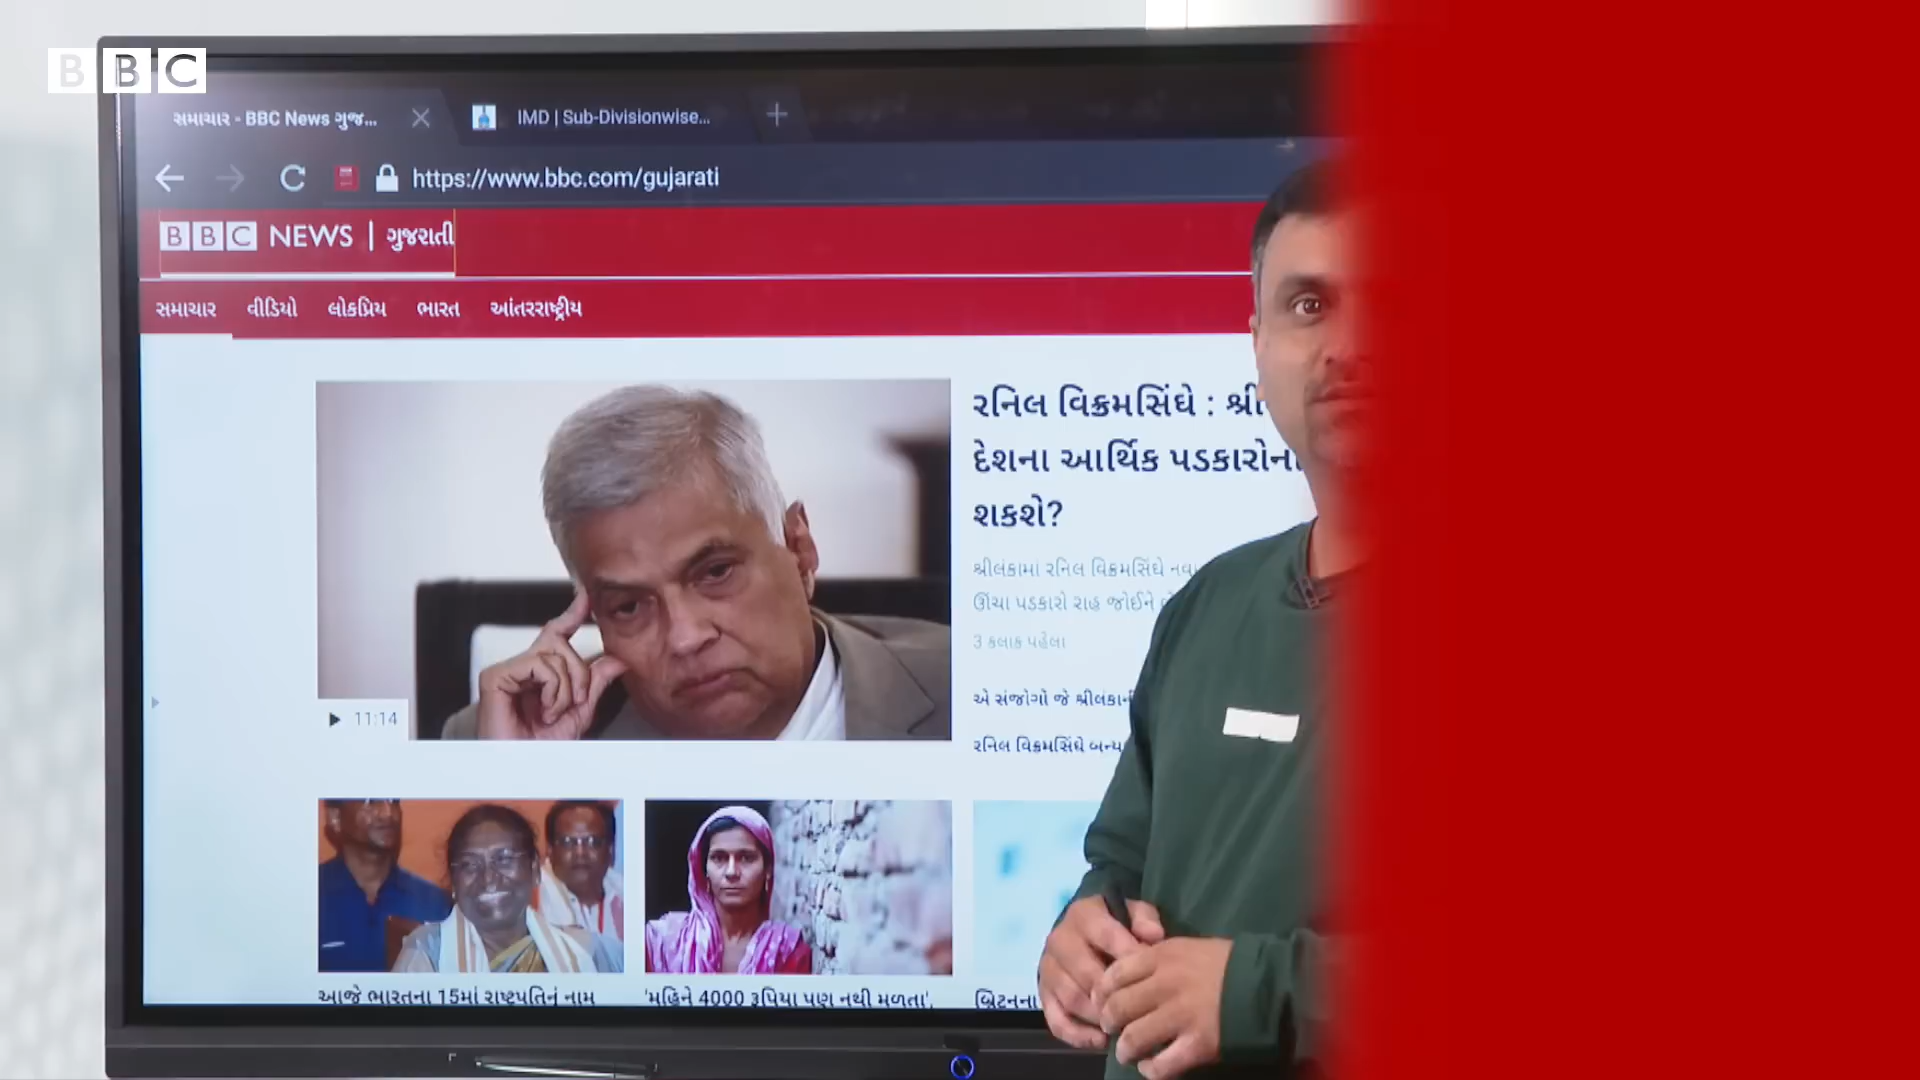 BBC
સમાચાર - BBC News ગુજ...
IMD | Sub-Divisionwise...
https://www.bbc.com/gujarati
BBC NEWS | ગુજરાતી
સમાચાર વીડિયો લોકપ્રિય ભારત આંતરરાષ્ટ્રીય
રનિલ વિક્રમસિંઘે : શ્રી
દેશના આર્થિક પડકારોનો
શકશે?
શ્રીલંકામાં રનિલ વિક્રમસિંઘે નવા
ઊંચા પડકારો રાહ જોઈને
3 કલાક પહેલા
એ સંજોગો જે શ્રીલંકાની
રનિલ વિક્રમસિંઘે બન્યા
11:14
આજે ભારતના 15માં રાષ્ટ્રપતિનું નામ
'મહિને 4000 રૂપિયા પણ નથી મળતા',
બ્રિટનના